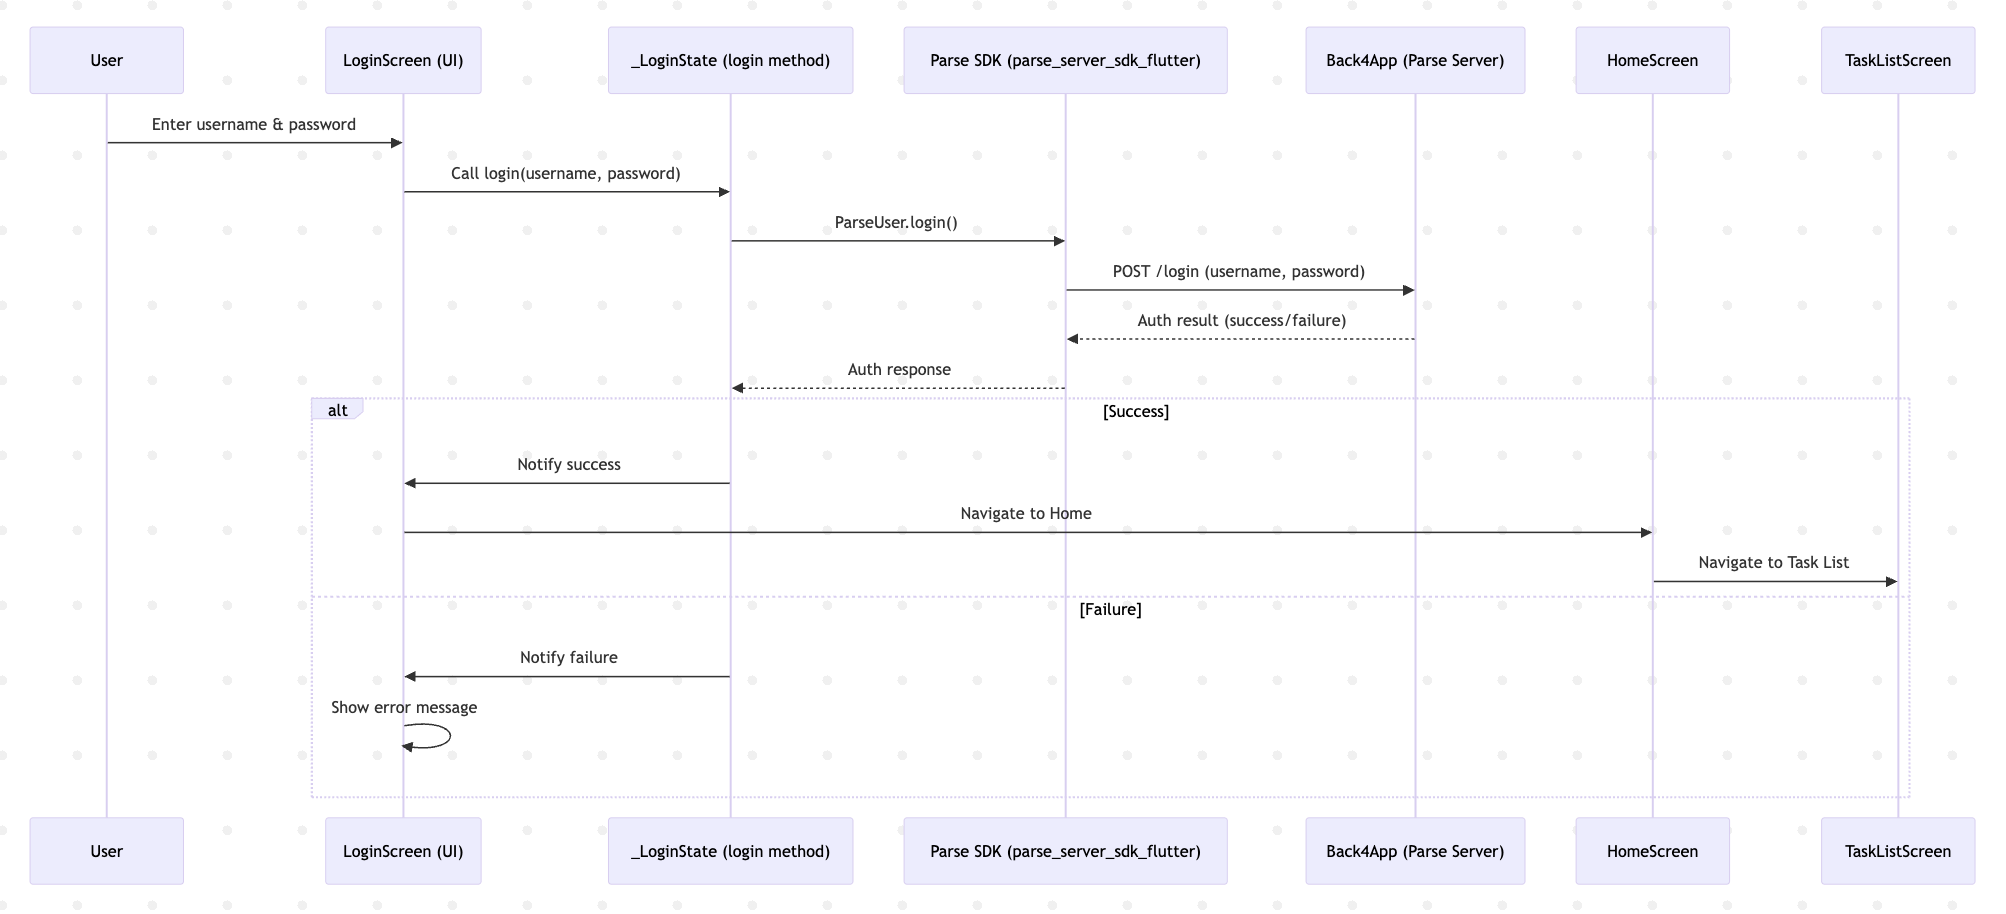 User
LoginScreen (UI)
_LoginState (login method)
Parse SDK (parse_server_sdk_flutter)
Back4App (Parse Server)
HomeScreen
TaskListScreen
Enter username & password
Call login(username, password)
ParseUser.login()
POST /login (username, password)
Auth result (success/failure)
Auth response
alt
[Success]
Notify success
Navigate to Home
Navigate to Task List
[Failure]
Notify failure
Show error message
User
LoginScreen (UI)
_LoginState (login method)
Parse SDK (parse_server_sdk_flutter)
Back4App (Parse Server)
HomeScreen
TaskListScreen